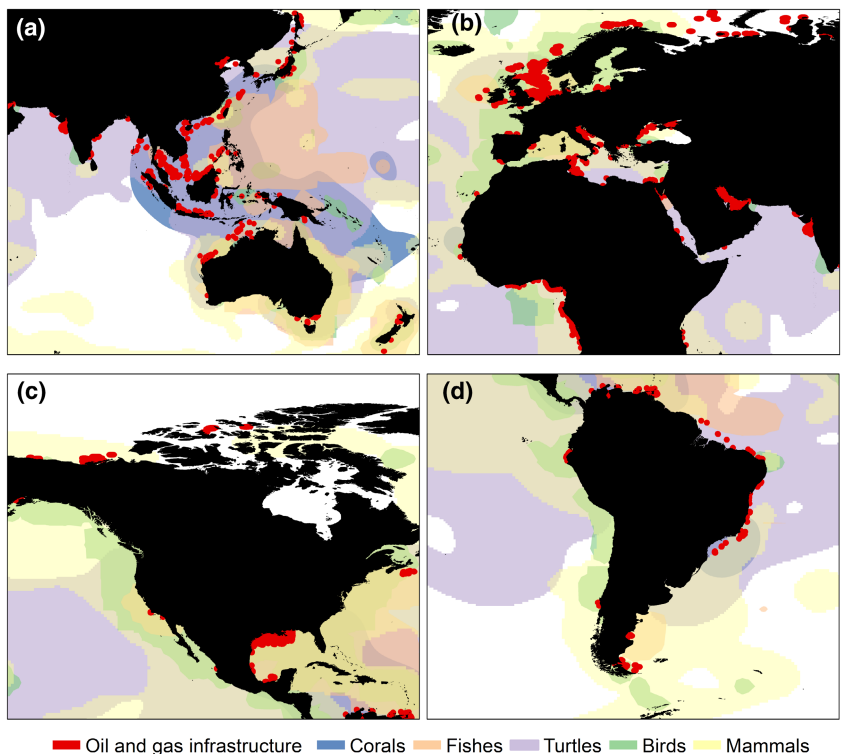 (a)
(b)
(c)
(d)
Oil and gas infrastructure Corals Fishes Turtles Birds Mammals